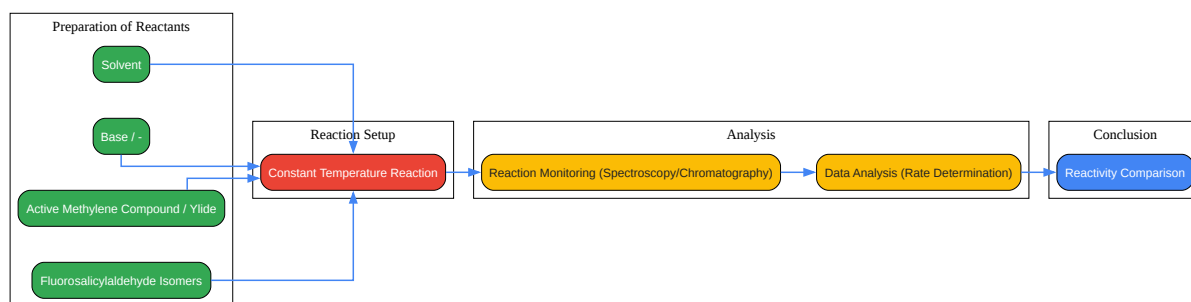 Preparation of Reactants
Solvent
Base / -
Active Methylene Compound / Ylide
Fluorosalicylaldehyde Isomers
Reaction Setup
Constant Temperature Reaction
Analysis
Reaction Monitoring (Spectroscopy/Chromatography)
Data Analysis (Rate Determination)
Conclusion
Reactivity Comparison